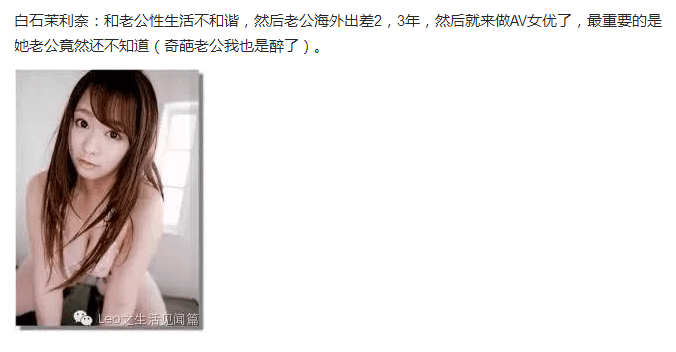 白石茉利奈：和老公性生活不和谐，然后老公海外出差2，3年，然后就来做AV女优了，最重要的是
她老公竟然还不知道（奇葩老公我也是醉了）。
Leo之生活见闻篇